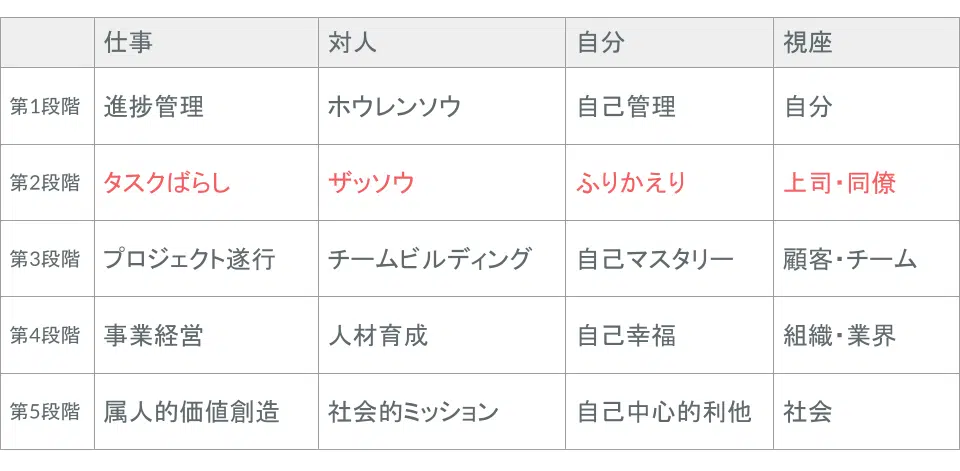 仕事 対人 自分 視座
第1段階 進捗管理 ホウレンソウ 自己管理 自分
第2段階 タスクばらし ザッソウ ふりかえり 上司・同僚
第3段階 プロジェクト遂行 チームビルディング 自己マスタリー 顧客・チーム
第4段階 事業経営 人材育成 自己幸福 組織・業界
第5段階 属人的価値創造 社会的ミッション 自己中心的利他 社会